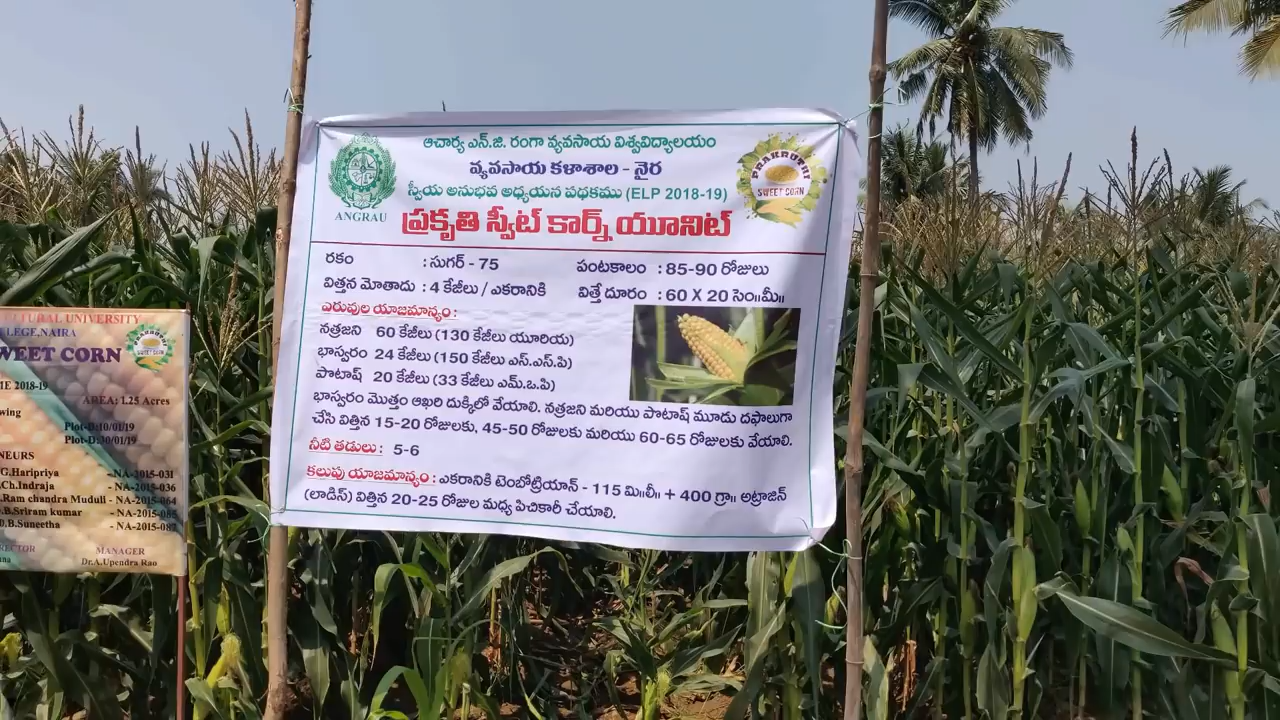 ఆచార్య ఎన్.జి. రంగా వ్యవసాయ విశ్వవిద్యాలయం
వ్యవసాయ కళాశాల - నైర
స్వీయ అనుభవ అధ్యయన పథకము (ELP 2018-19)
ప్రకృతి స్వీట్ కార్న్ యూనిట్
ANGRAU
PRAKRUTHI
SWEET CORN
రకం : సుగర్ - 75
పంటకాలం : 85-90 రోజులు
విత్తన మోతాదు : 4 కేజీలు / ఎకరానికి
విత్తే దూరం : 60 X 20 సెం॥మీ॥
ఎరువుల యాజమాన్యం :
నత్రజని 60 కేజీలు (130 కేజీలు యూరియ)
భాస్వరం 24 కేజీలు (150 కేజీలు ఎస్.ఎస్.పి)
పొటాష్ 20 కేజీలు (33 కేజీలు ఎమ్.ఒ.పి)
భాస్వరం మొత్తం ఆఖరి దుక్కిలో వేయాలి. నత్రజని మరియు పొటాష్ మూడు దఫాలుగా
చేసి విత్తిన 15-20 రోజులకు, 45-50 రోజులకు మరియు 60-65 రోజులకు వేయాలి.
నీటి తడులు : 5-6
కలుపు యాజమాన్యం : ఎకరానికి టెంబోట్రియాన్ - 115 మి॥లీ॥ + 400 గ్రా॥ అట్రాజిన్
(లాడిస్) విత్తిన 20-25 రోజుల మధ్య పిచికారీ చేయాలి.
CULTURAL UNIVERSITY
LEGE,NAIRA
WEET CORN
SWEET CORN
ME 2018-19
AREA: 1.25 Acres
wing
Plot-B:10/01/19
Plot-D:30/01/19
NEURS
G.Haripriya - NA-2015-031
Ch.Indraja - NA-2015-036
Ram chandra Muduli - NA-2015-064
B.Sriram kumar - NA-2015-065
D.B.Suneetha - NA-2015-082
RECTOR
MANAGER
Dr.A.Upendra Rao